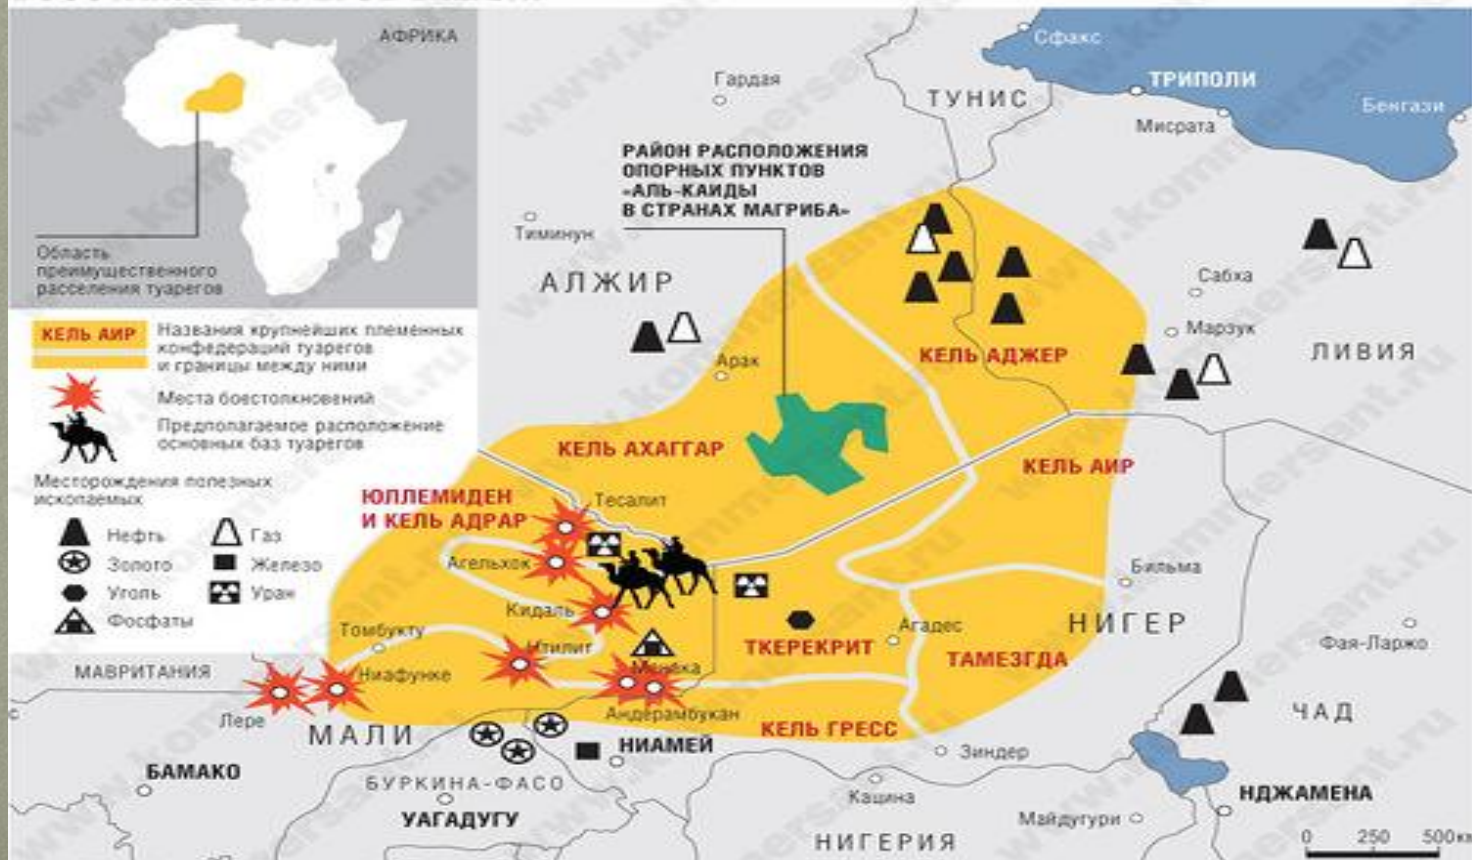 АФРИКА
Область
преимущественного
расселения туарегов
КЕЛЬ АИР
Названия крупнейших племенных
конфедераций туарегов
и границы между ними
Места боестолкновений
Предполагаемое расположение
основных баз туарегов
Месторождения полезных
ископаемых
Нефть
Газ
Золото
Железо
Уголь
Уран
Фосфаты
Сфакс
Гардая
ТУНИС
ТРИПОЛИ
Мисрата
Бенгази
РАЙОН РАСПОЛОЖЕНИЯ
ОПОРНЫХ ПУНКТОВ
«АЛЬ-КАИДЫ
В СТРАНАХ МАГРИБА»
Тиминун
АЛЖИР
Сабха
Марзук
ЛИВИЯ
Арак
КЕЛЬ АДЖЕР
КЕЛЬ АХАГГАР
КЕЛЬ АИР
ЮЛЛЕМИДЕН
И КЕЛЬ АДРАР
Тесалит
Агельхок
Кидаль
Бильма
НИГЕР
Томбукту
Агадес
ТКЕРЕКРИТ
ТАМЕЗГДА
Фая-Ларжо
МАВРИТАНИЯ
Ниафунке
Лере
Андерамбукан
КЕЛЬ ГРЕСС
ЧАД
МАЛИ
НИАМЕЙ
Зиндер
БАМАКО
БУРКИНА-ФАСО
УАГАДУГУ
Кацина
НИГЕРИЯ
Майдугури
НДЖАМЕНА
0 250 500км
www.kommersant.ru